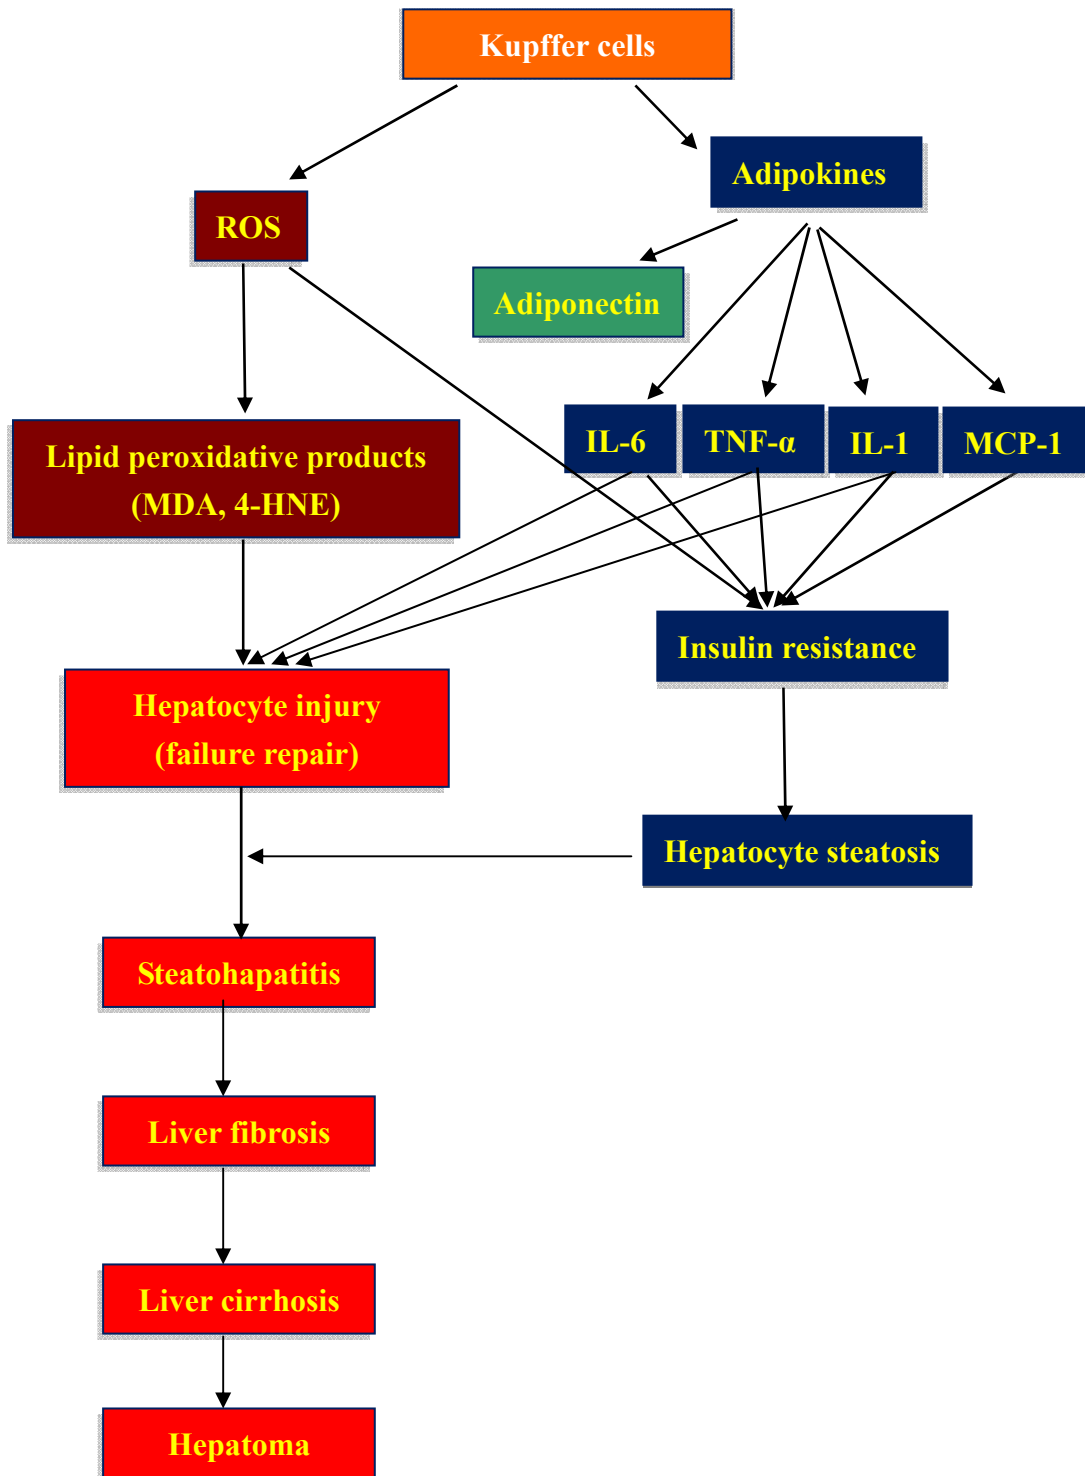 Kupffer cells
Adipokines
ROS
Adiponectin
IL-6
TNF-α
IL-1
MCP-1
Lipid peroxidative products
(MDA, 4-HNE)
Insulin resistance
Hepatocyte injury
(failure repair)
Hepatocyte steatosis
Steatohapatitis
Liver fibrosis
Liver cirrhosis
Hepatoma